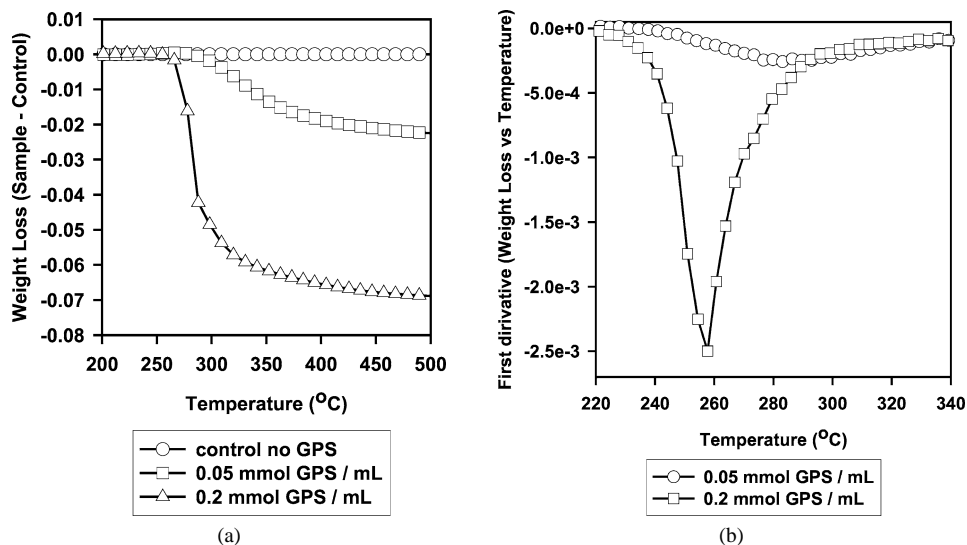 0.01
0.00
-0.01
-0.02
-0.03
-0.04
-0.05
-0.06
-0.07
-0.08
Weight Loss (Sample - Control)
200 250 300 350 400 450 500
Temperature (ºC)
control no GPS
0.05 mmol GPS / mL
0.2 mmol GPS / mL
(a)
0.0e+0
-5.0e-4
-1.0e-3
-1.5e-3
-2.0e-3
-2.5e-3
First dirivative (Weight Loss vs Temperature)
220 240 260 280 300 320 340
Temperature (ºC)
0.05 mmol GPS / mL
0.2 mmol GPS / mL
(b)